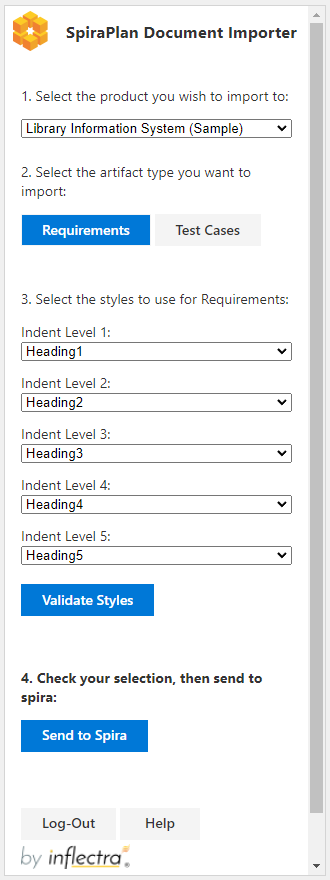 SpiraPlan Document Importer
1. Select the product you wish to import to:
Library Information System (Sample)
2. Select the artifact type you want to
import:
Requirements
Test Cases
3. Select the styles to use for Requirements:
Indent Level 1:
Heading1
Indent Level 2:
Heading2
Indent Level 3:
Heading3
Indent Level 4:
Heading4
Indent Level 5:
Heading5
Validate Styles
4. Check your selection, then send to
spira:
Send to Spira
Log-Out
Help
by inflectra®